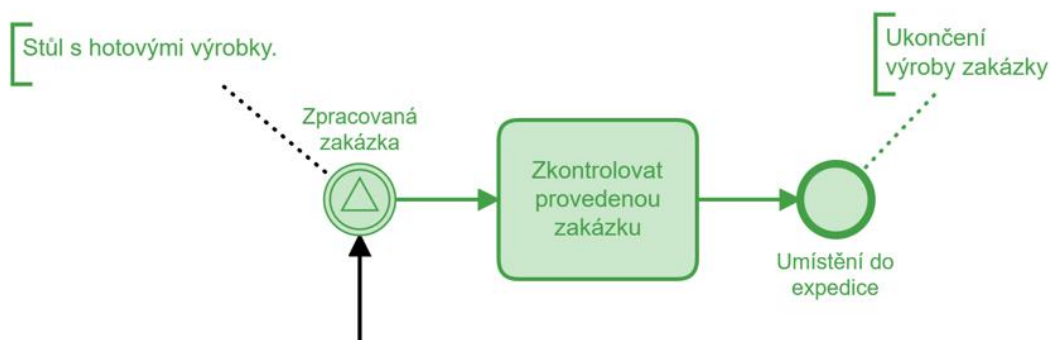 Stůl s hotovými výrobky.
Ukončení
výroby zakázky
Zpracovaná
zakázka
Zkontrolovat
provedenou
zakázku
Umístění do
expedice